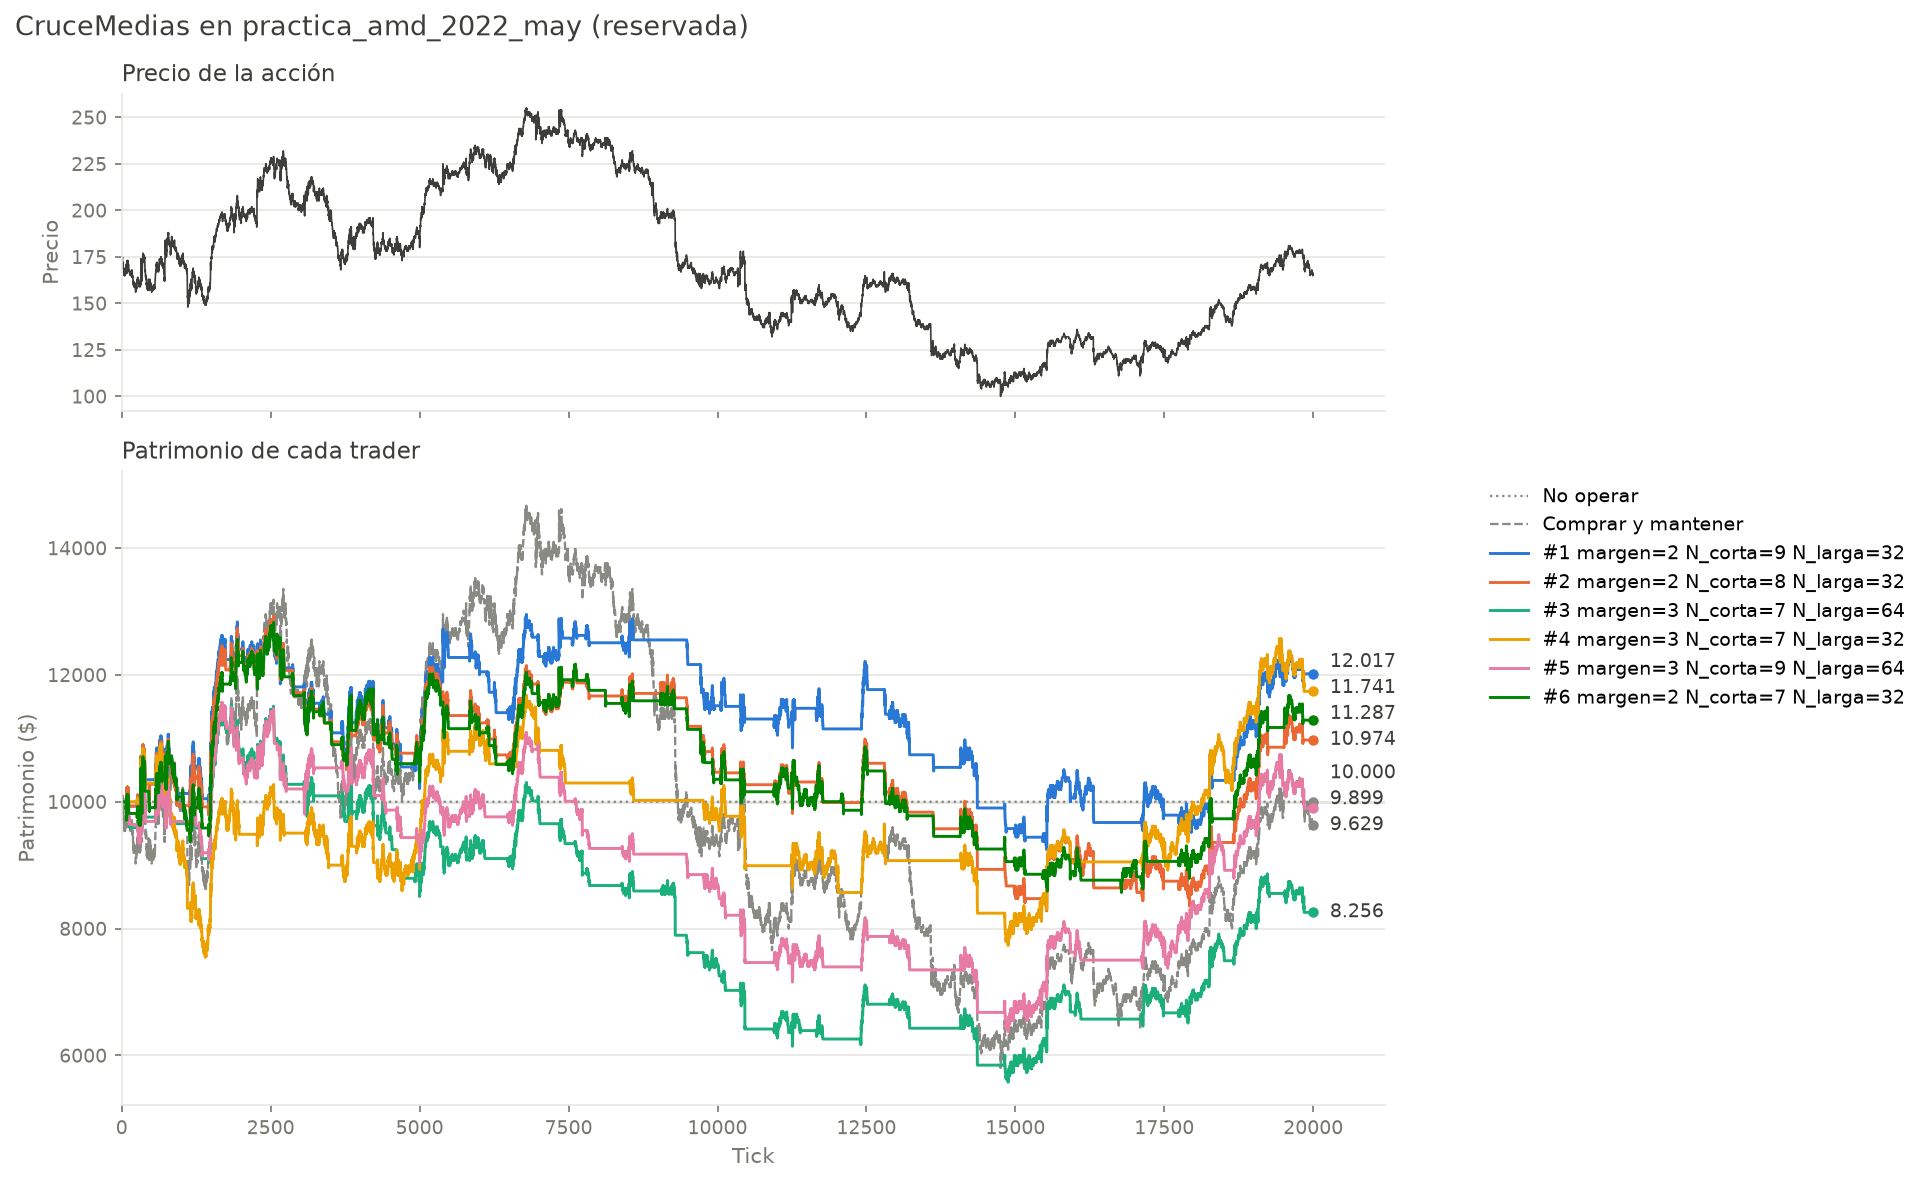 CruceMedias en practica_amd_2022_may (reservada)
Precio de la acción
Precio
250
225
200
175
150
125
100
Patrimonio de cada trader
Patrimonio ($)
14000
12000
10000
8000
6000
12.017
11.741
11.287
10.974
10.000
9.899
9.629
8.256
0
2500
5000
7500
10000
12500
15000
17500
20000
Tick
No operar
Comprar y mantener
#1 margen=2 N_corta=9 N_larga=32
#2 margen=2 N_corta=8 N_larga=32
#3 margen=3 N_corta=7 N_larga=64
#4 margen=3 N_corta=7 N_larga=32
#5 margen=3 N_corta=9 N_larga=64
#6 margen=2 N_corta=7 N_larga=32